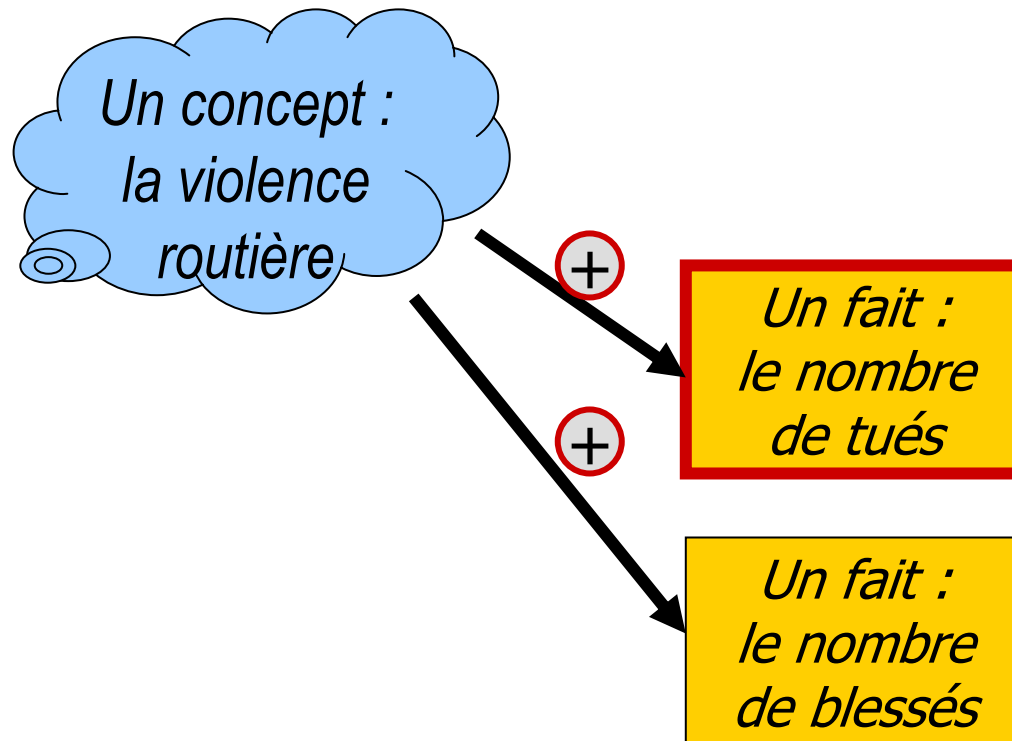 Un concept :
la violence
routière
+
Un fait :
le nombre
de tués
+
Un fait :
le nombre
de blessés